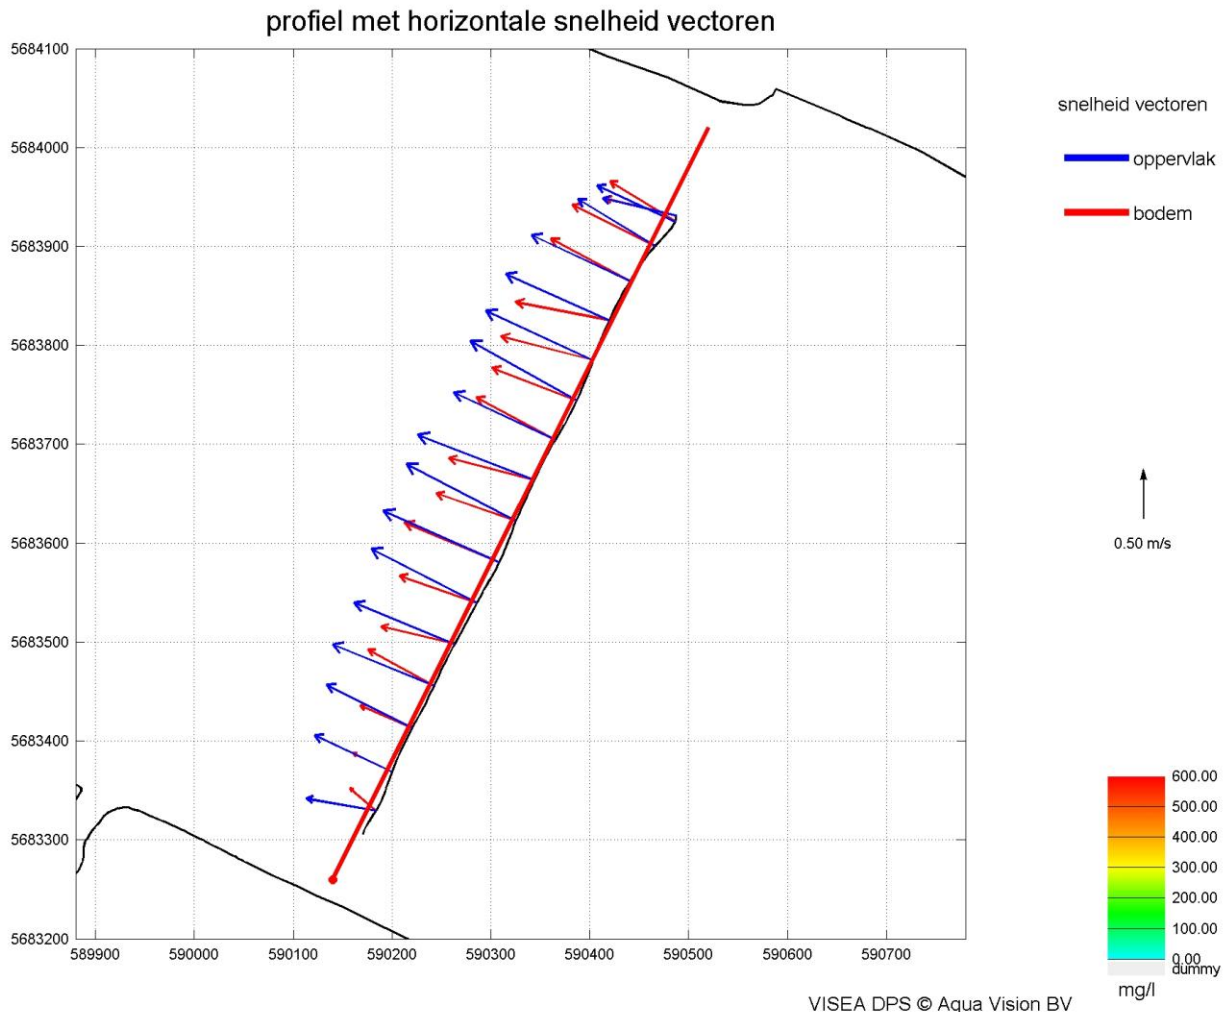 profiel met horizontale snelheid vectoren
5684100
5684000
5683900
5683800
5683700
5683600
5683500
5683400
5683300
5683200
589900 590000 590100 590200 590300 590400 590500 590600 590700
snelheid vectoren
oppervlak
bodem
0.50 m/s
600.00
500.00
400.00
300.00
200.00
100.00
0.00
dummy
mg/l
VISEA DPS © Aqua Vision BV